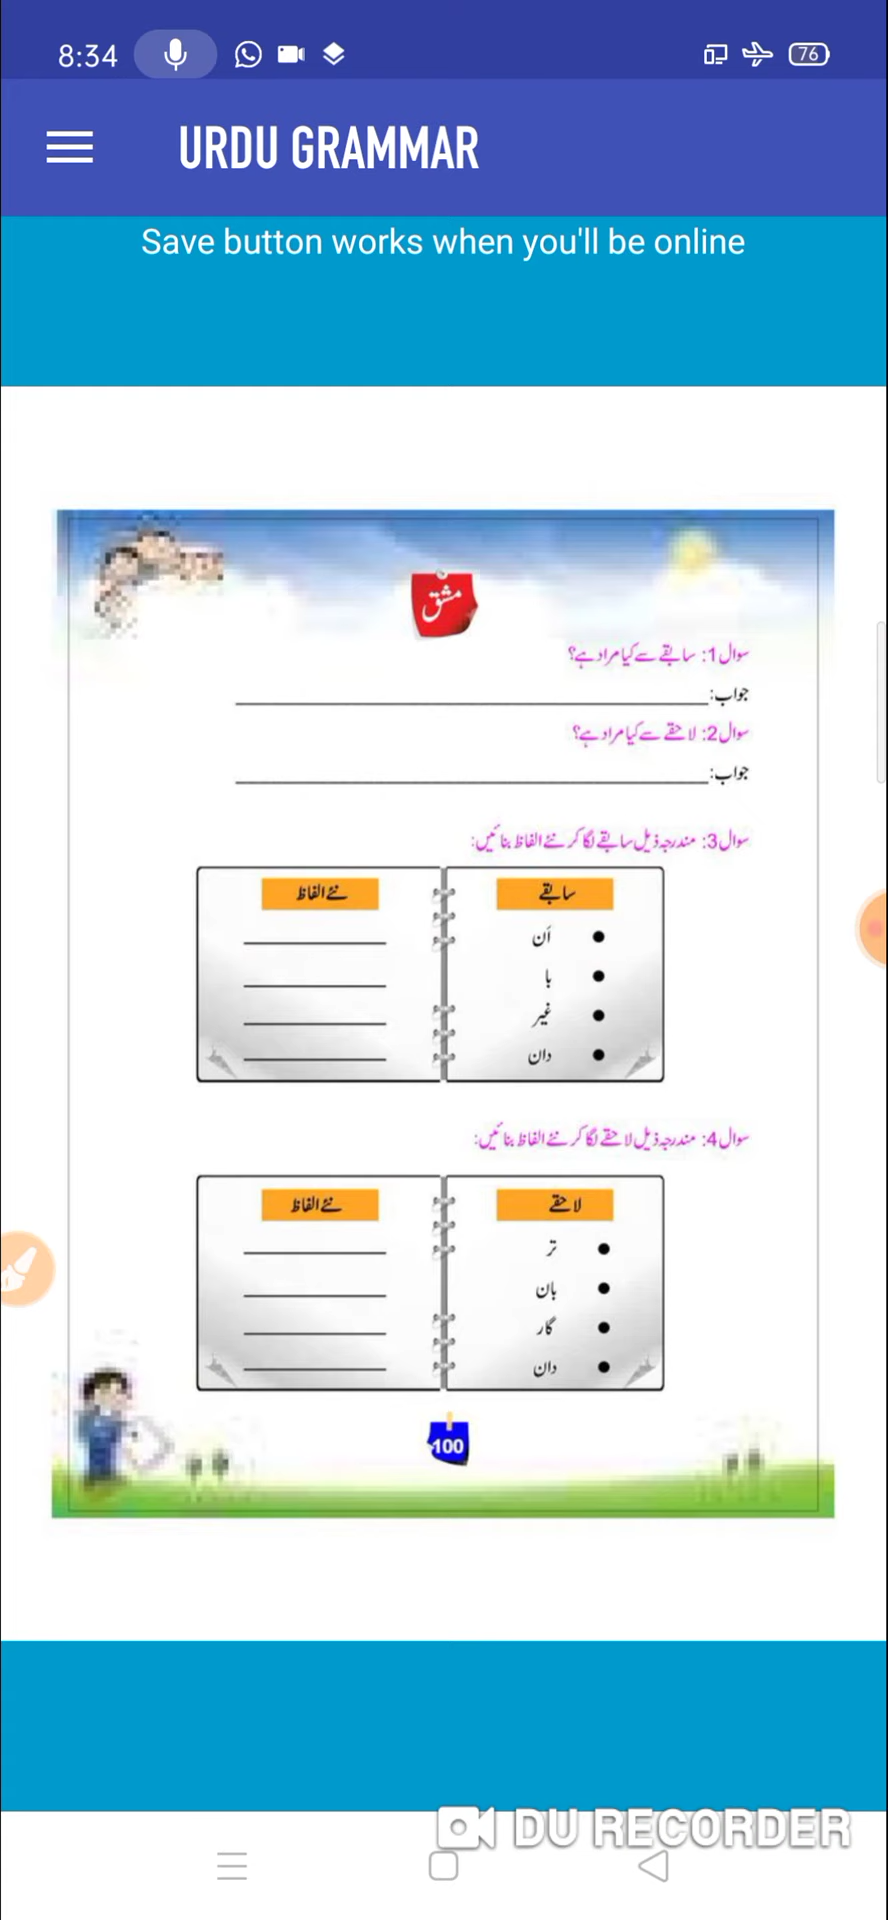 8:34
76
URDU GRAMMAR
Save button works when you'll be online
مشق
سوال 1: سابقے سے کیا مراد ہے؟
جواب: ____________________
سوال 2: لاحقے سے کیا مراد ہے؟
جواب: ____________________
سوال 3: مندرجہ ذیل سابقے لگا کر نئے الفاظ بنائیں:
سابقے نئے الفاظ
● اَن
● با
● غیر
● دان
سوال 4: مندرجہ ذیل لاحقے لگا کر نئے الفاظ بنائیں:
لاحقے نئے الفاظ
● تر
● بان
● گار
● دان
100
DU RECORDER